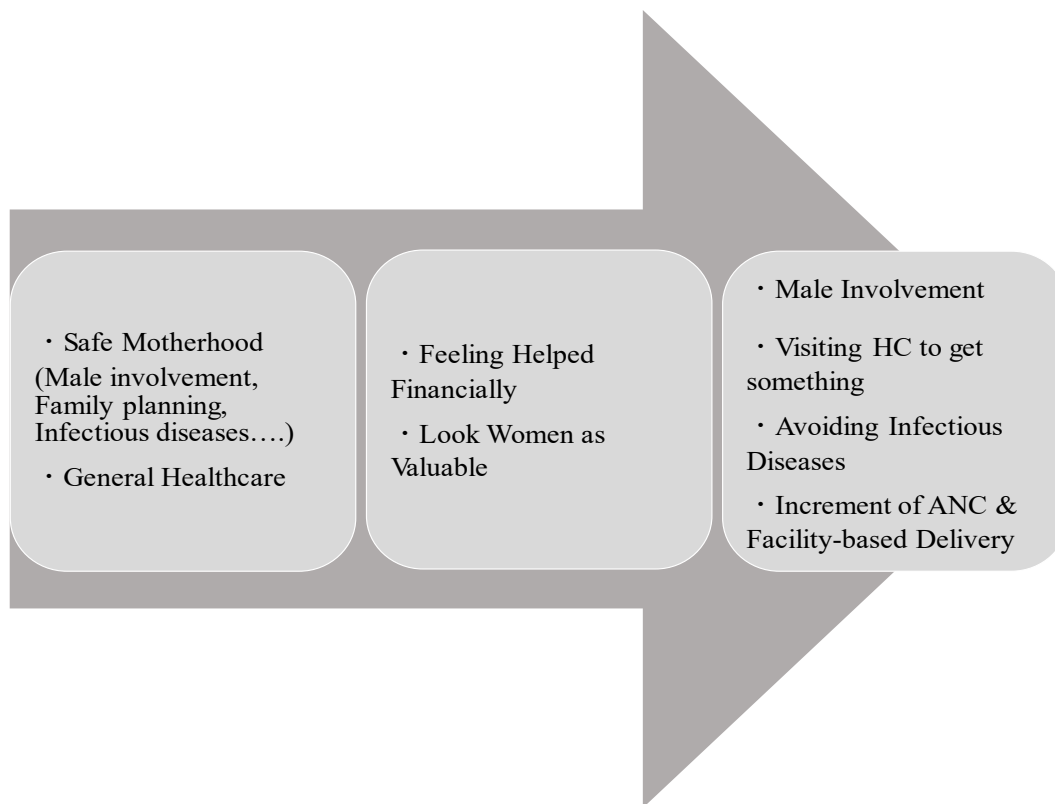 ・Safe Motherhood
(Male involvement,
Family planning,
Infectious diseases….)
・General Healthcare
・Feeling Helped
Financially
・Look Women as
Valuable
・Male Involvement
・Visiting HC to get
something
・Avoiding Infectious
Diseases
・Increment of ANC &
Facility-based Delivery